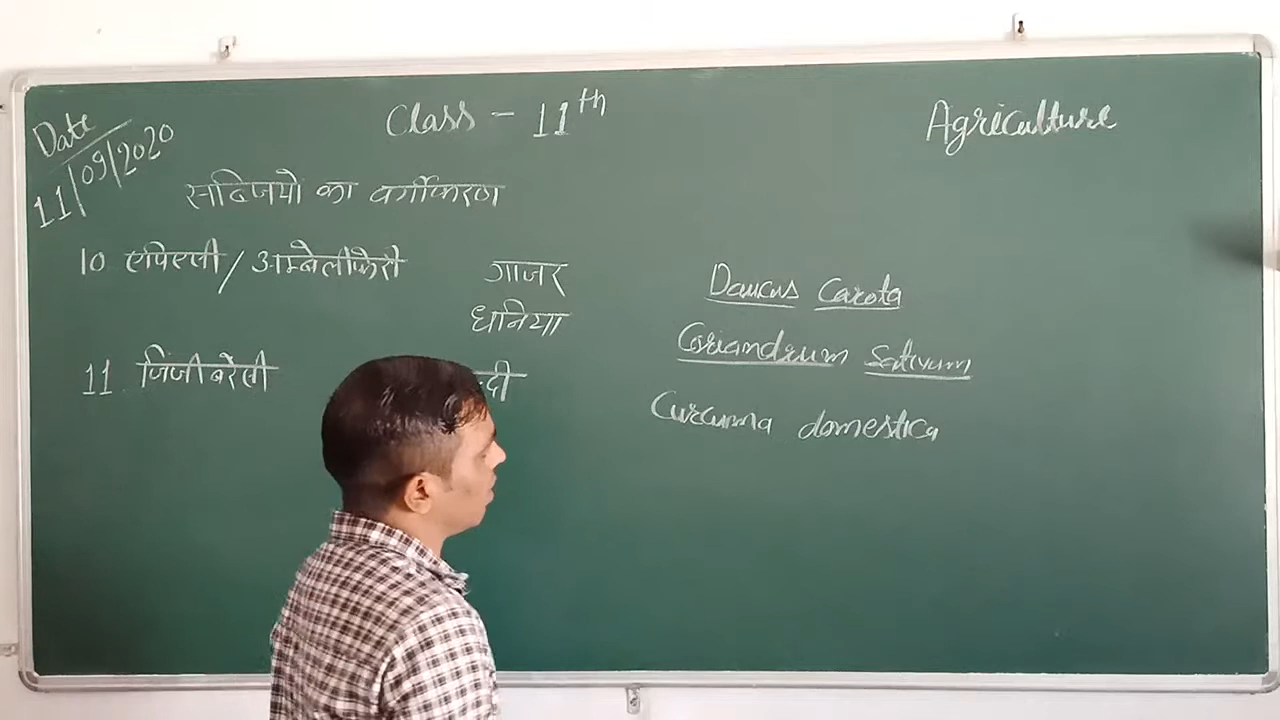 Date
11/09/2020
Class - 11th
Agriculture
सब्जियो का वर्गीकरण
10 एपिएसी / अम्बेलीफेरी गाजर Daucus Carota
धनिया Coriandrum Sativum
11. जिंजीबरेसी Curcuma domestica